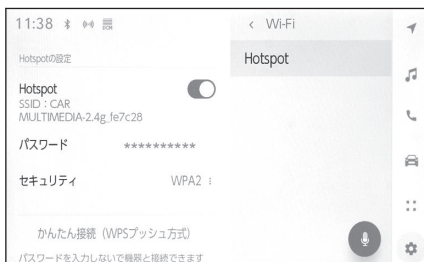 11:38
< Wi-Fi
Hotspotの設定
Hotspot
Hotspot
SSID：CAR
MULTIMEDIA-2.4g_fe7c28
パスワード **********
セキュリティ WPA2
かんたん接続（WPSプッシュ方式）
パスワードを入力しないで機器と接続できます